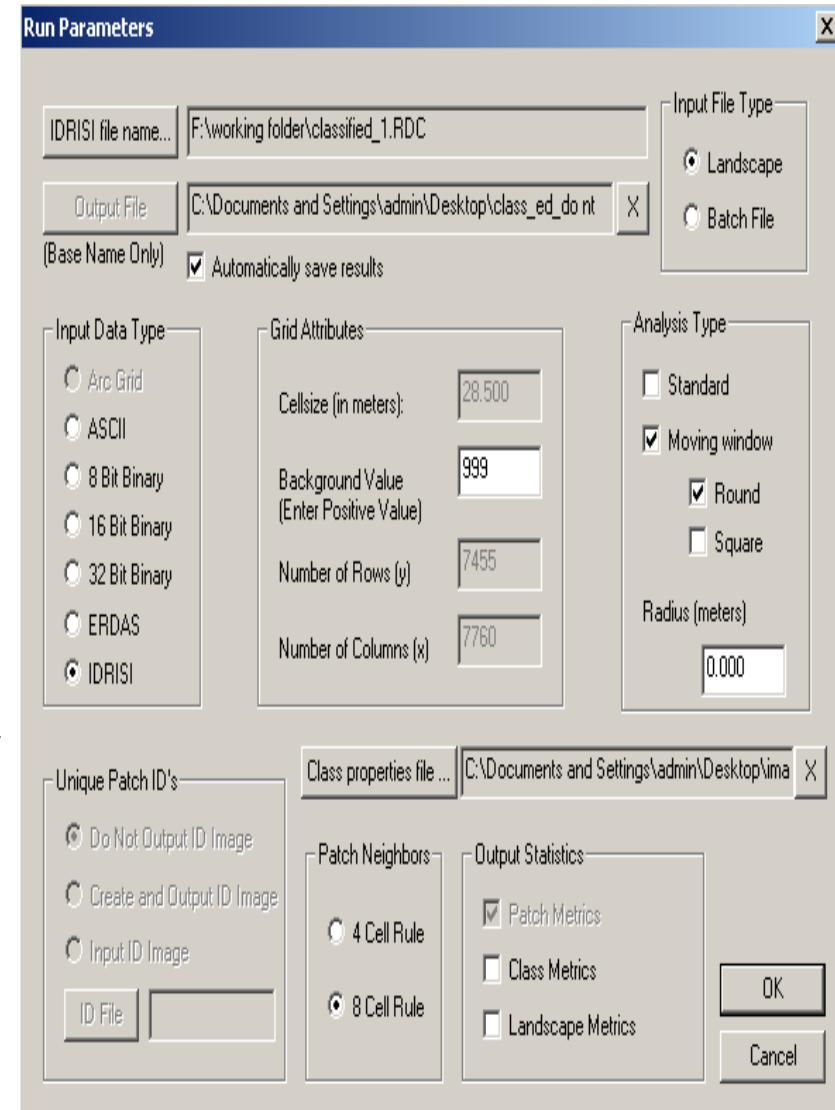 Run Parameters
X
IDRISI file name...
F:\working folder\classified_1.RDC
Input File Type
Landscape
Batch File
Output File
C:\Documents and Settings\admin\Desktop\class_ed_do nt
X
(Base Name Only)
Automatically save results
Input Data Type
Arc Grid
ASCII
8 Bit Binary
16 Bit Binary
32 Bit Binary
ERDAS
IDRISI
Grid Attributes
Cellsize (in meters):
28.500
Background Value
(Enter Positive Value)
999
Number of Rows (y)
7455
Number of Columns (x)
7760
Analysis Type
Standard
Moving window
Round
Square
Radius (meters)
0.000
Class properties file ...
C:\Documents and Settings\admin\Desktop\ima
X
Unique Patch ID's
Do Not Output ID Image
Create and Output ID Image
Input ID Image
ID File
Patch Neighbors
4 Cell Rule
8 Cell Rule
Output Statistics
Patch Metrics
Class Metrics
Landscape Metrics
OK
Cancel